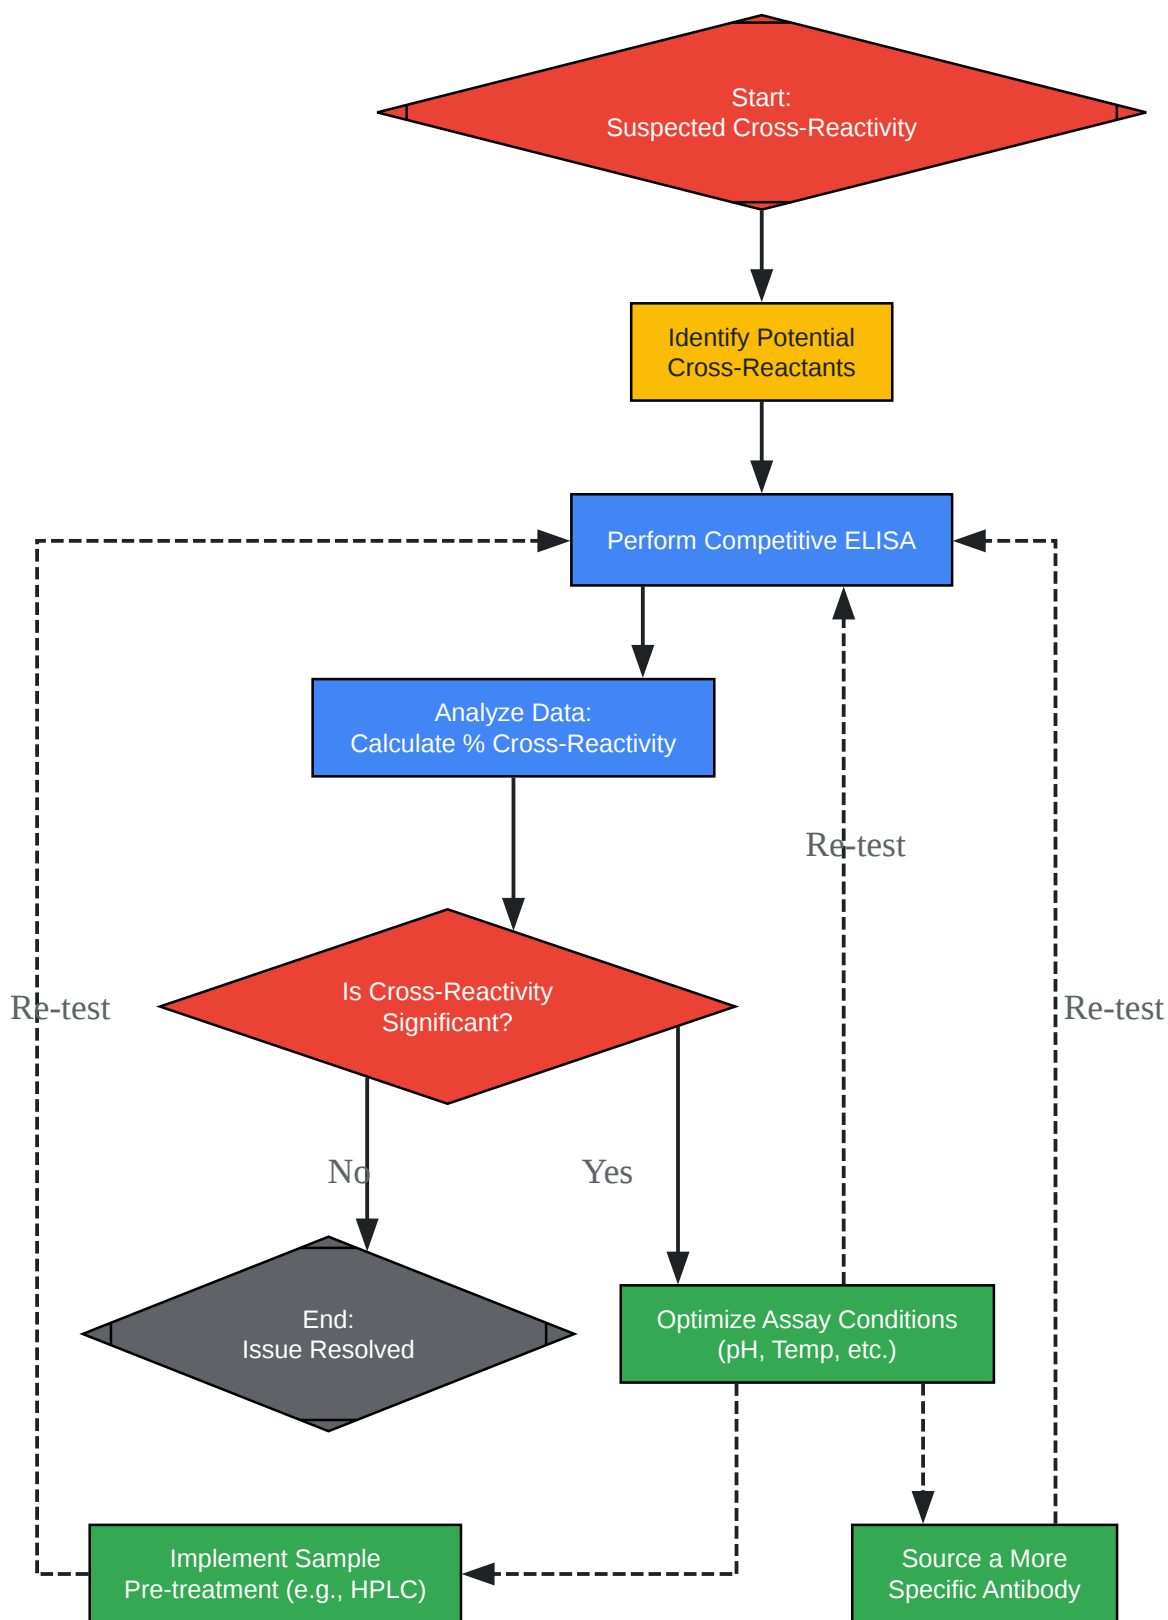 Start:
Suspected Cross-Reactivity
Identify Potential
Cross-Reactants
Perform Competitive ELISA
Analyze Data:
Calculate % Cross-Reactivity
Re-test
Is Cross-Reactivity
Significant?
Re-test
Re-test
No
Yes
End:
Issue Resolved
Optimize Assay Conditions
(pH, Temp, etc.)
Implement Sample
Pre-treatment (e.g., HPLC)
Source a More
Specific Antibody